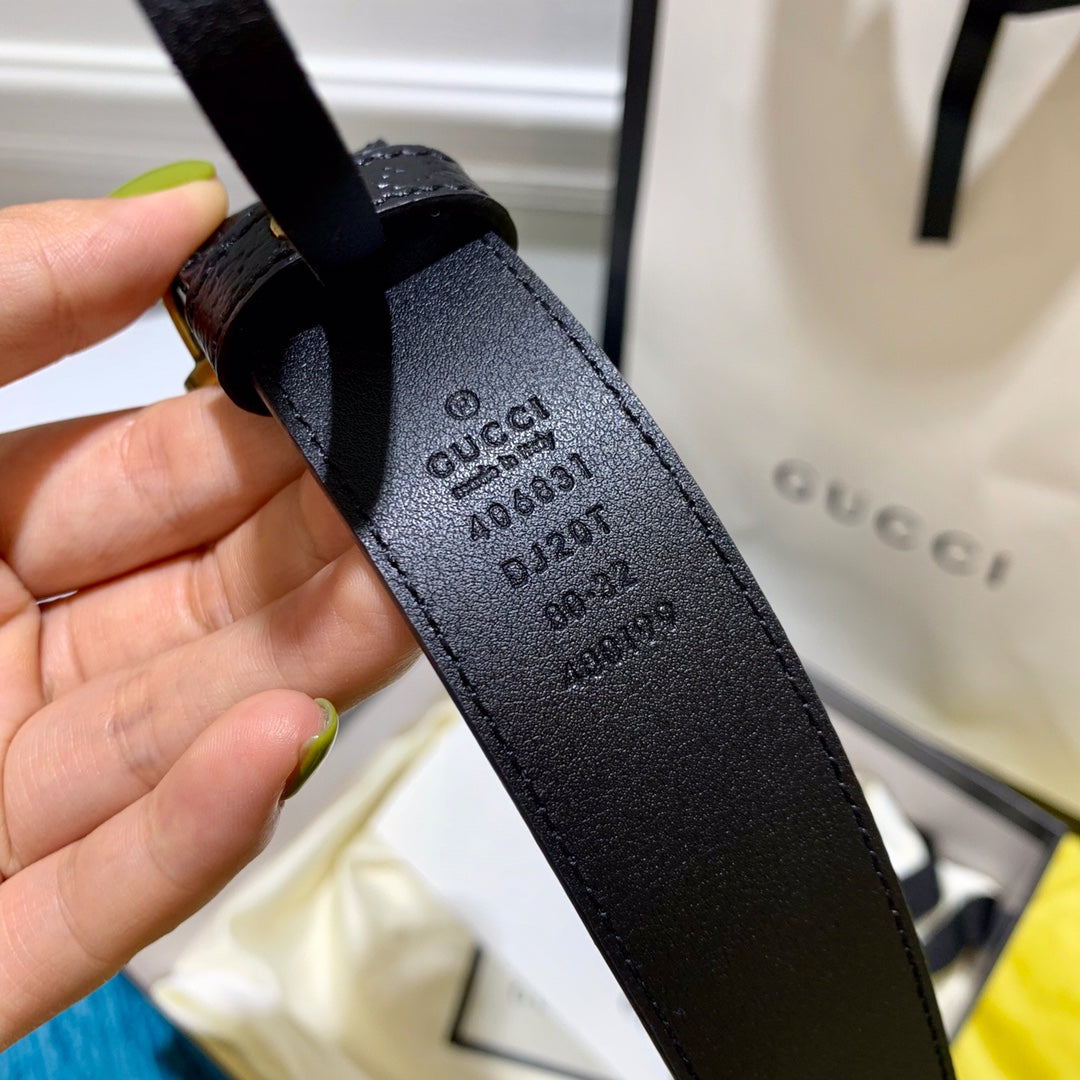 ®
GUCCI
made in italy
406831
DJ20T
80·32
400199
GUCCI